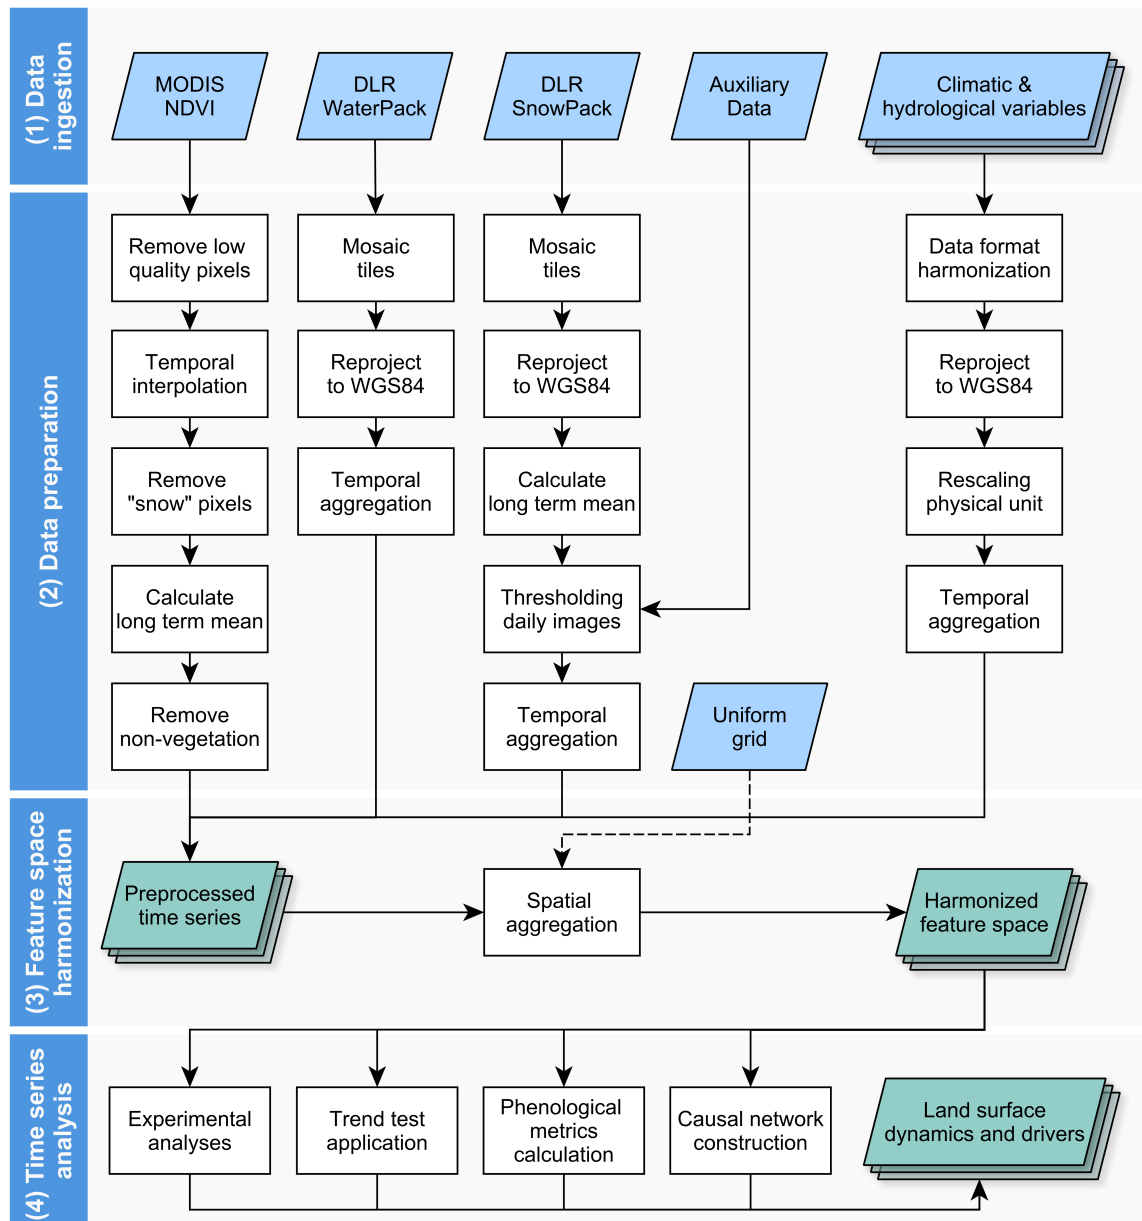 (1) Data
ingestion
MODIS
NDVI
DLR
WaterPack
DLR
SnowPack
Auxiliary
Data
Climatic &
hydrological variables
(2) Data preparation
Remove low
quality pixels
Mosaic
tiles
Mosaic
tiles
Data format
harmonization
Temporal
interpolation
Reproject
to WGS84
Reproject
to WGS84
Reproject
to WGS84
Remove
"snow" pixels
Temporal
aggregation
Calculate
long term mean
Rescaling
physical unit
Calculate
long term mean
Thresholding
daily images
Temporal
aggregation
Remove
non-vegetation
Temporal
aggregation
Uniform
grid
(3) Feature space
harmonization
Preprocessed
time series
Spatial
aggregation
Harmonized
feature space
(4) Time series
analysis
Experimental
analyses
Trend test
application
Phenological
metrics
calculation
Causal network
construction
Land surface
dynamics and drivers